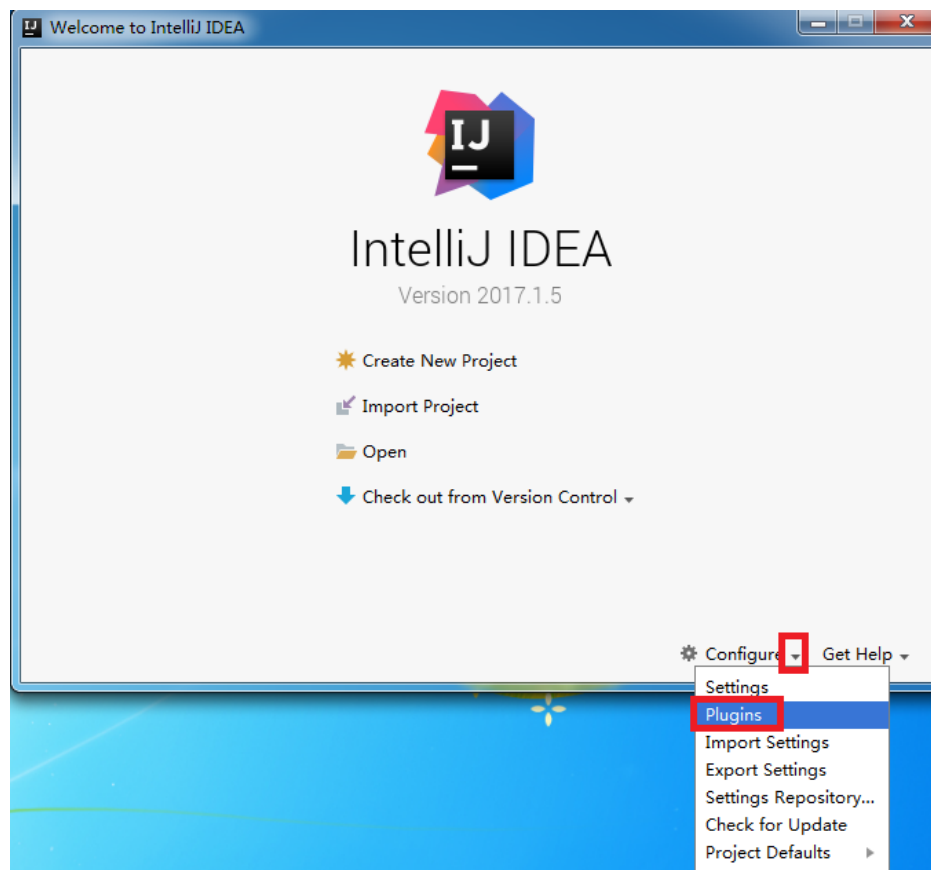 Welcome to IntelliJ IDEA
IJ
IntelliJ IDEA
Version 2017.1.5
Create New Project
Import Project
Open
Check out from Version Control
Configure Get Help
Settings
Plugins
Import Settings
Export Settings
Settings Repository...
Check for Update
Project Defaults